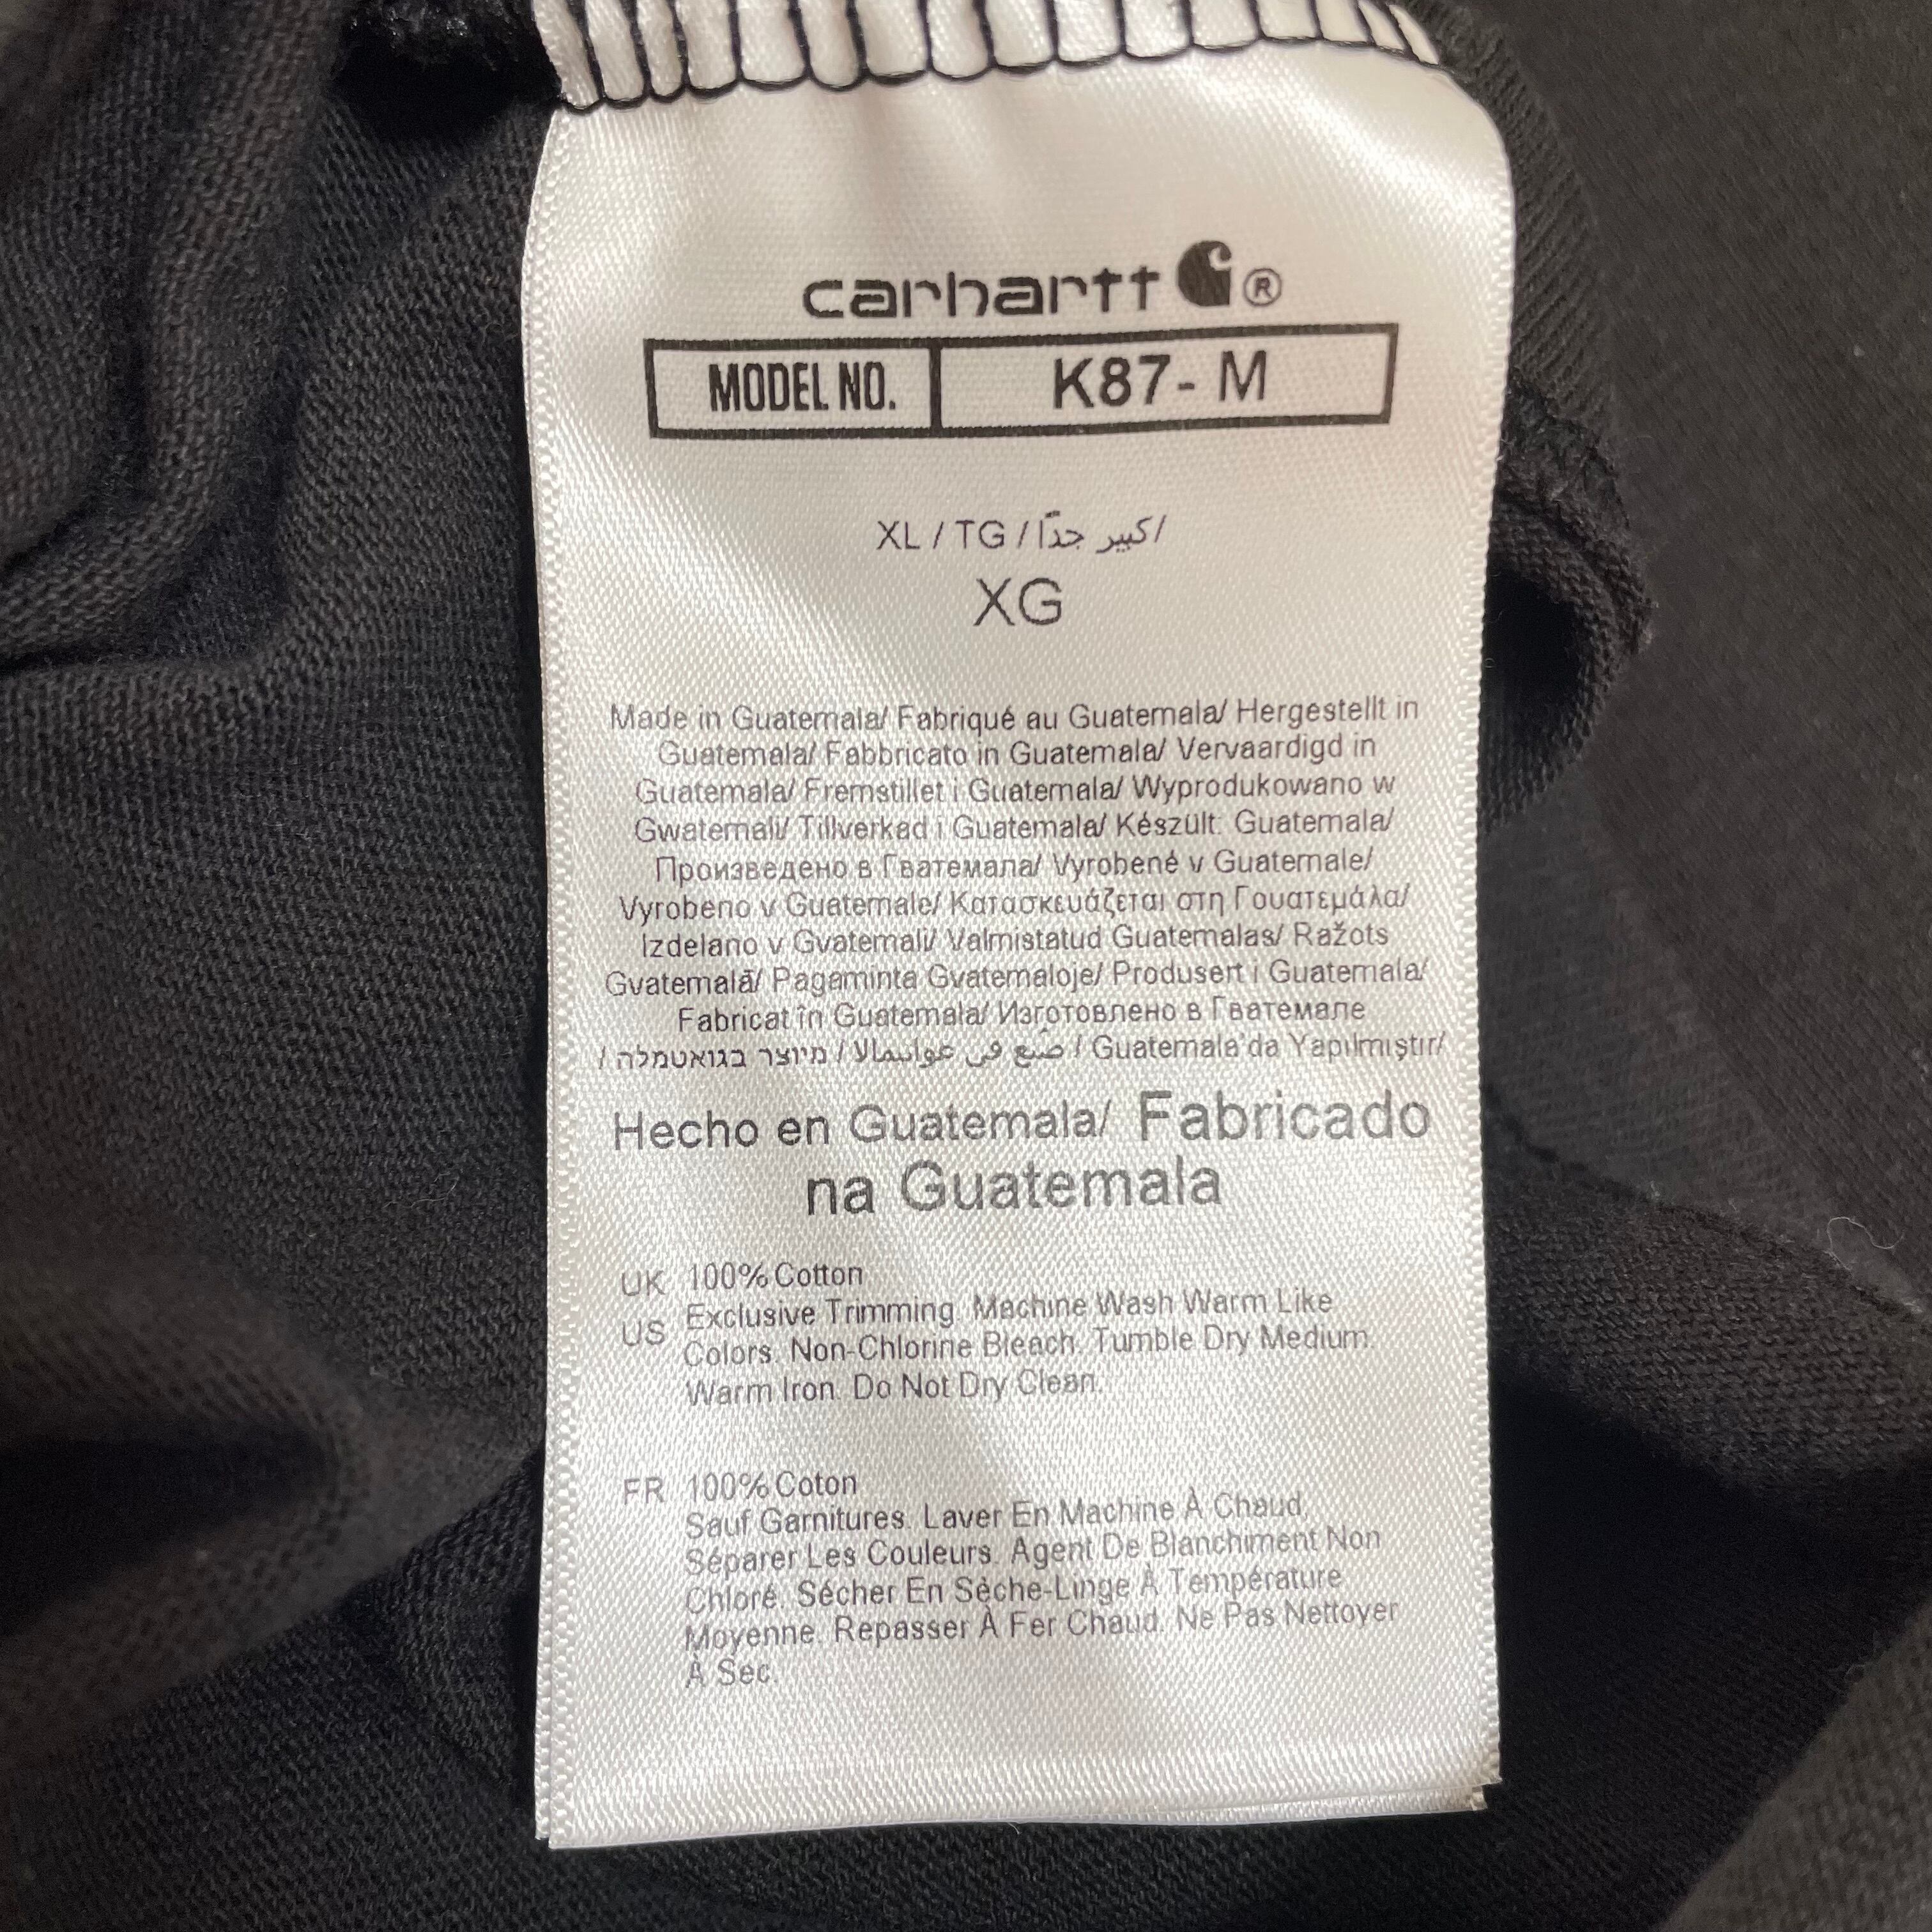 carhartt ®
MODEL NO. K87- M
XL / TG / كبير جدًا/
XG
Made in Guatemala/ Fabriqué au Guatemala/ Hergestellt in
Guatemala/ Fabbricato in Guatemala/ Vervaardigd in
Guatemala/ Fremstillet i Guatemala/ Wyprodukowano w
Gwatemali/ Tillverkad i Guatemala/ Készült: Guatemala/
Произведено в Гватемала/ Vyrobené v Guatemale/
Vyrobeno v Guatemale/ Κατασκευάζεται στη Γουατεμάλα/
Izdelano v Gvatemali/ Valmistatud Guatemalas/ Ražots
Gvatemalā/ Pagaminta Gvatemaloje/ Produsert i Guatemala/
Fabricat în Guatemala/ Изготовлено в Гватемале
/ מיוצר בגואטמלה / صُنِع في غواتيمالا / Guatemala'da Yapılmıştır/
Hecho en Guatemala/ Fabricado
na Guatemala
UK 100% Cotton
US Exclusive Trimming. Machine Wash Warm Like
Colors. Non-Chlorine Bleach. Tumble Dry Medium.
Warm Iron. Do Not Dry Clean.
FR 100% Coton
Sauf Garnitures. Laver En Machine À Chaud,
Séparer Les Couleurs. Agent De Blanchiment Non
Chloré. Sécher En Sèche-Linge À Température
Moyenne. Repasser À Fer Chaud. Ne Pas Nettoyer
À Sec.